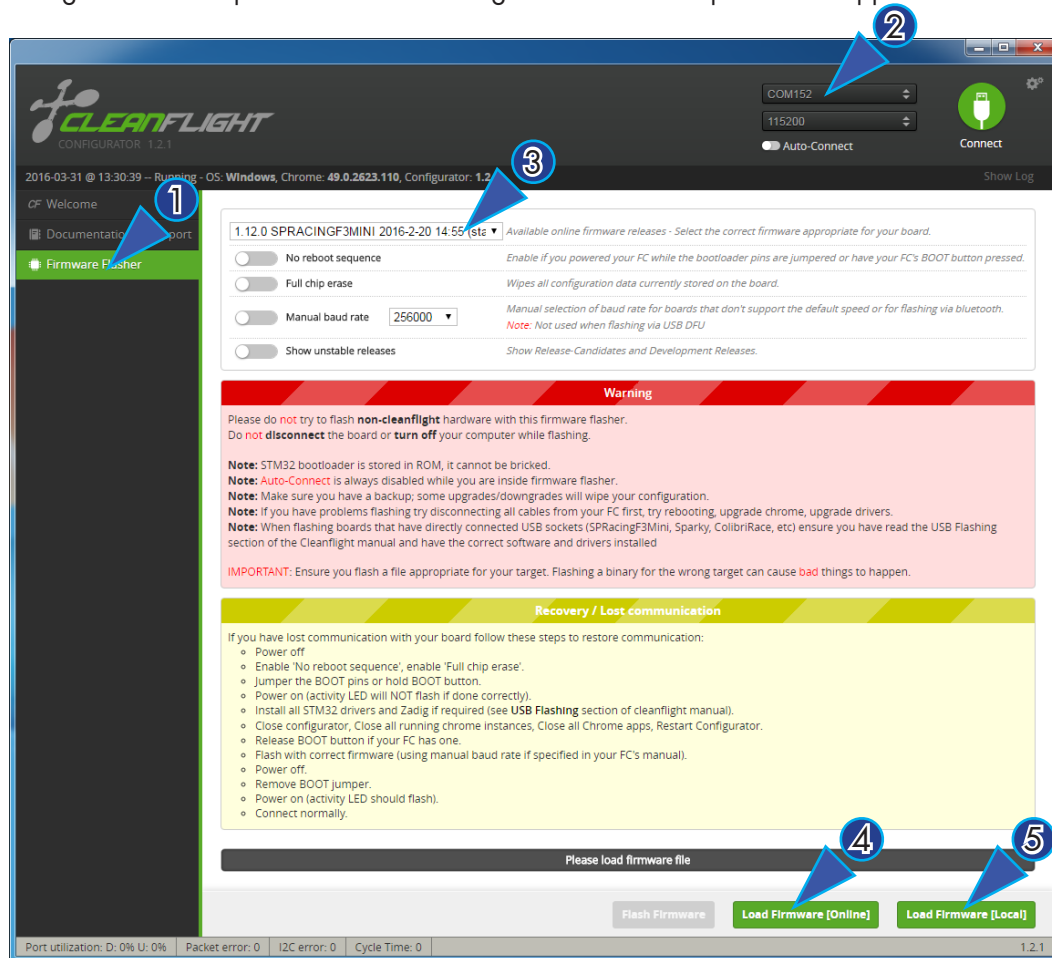 2
CLEANFLIGHT
CONFIGURATOR 1.2.1
COM152
115200
Auto-Connect
Connect
3
2016-03-31 @ 13:30:39 -- Running - OS: Windows, Chrome: 49.0.2623.110, Configurator: 1.2
Show Log
1
CF Welcome
Firmware Flasher
1.12.0 SPRACINGF3MINI 2016-2-20 14:55 (sta
Available online firmware releases - Select the correct firmware appropriate for your board.
No reboot sequence
Enable if you powered your FC while the bootloader pins are jumpered or have your FC's BOOT button pressed.
Full chip erase
Wipes all configuration data currently stored on the board.
Manual baud rate 256000
Manual selection of baud rate for boards that don't support the default speed or for flashing via bluetooth.
Note: Not used when flashing via USB DFU
Show unstable releases
Show Release-Candidates and Development Releases.
Warning
Please do not try to flash non-cleanflight hardware with this firmware flasher.
Do not disconnect the board or turn off your computer while flashing.
Note: STM32 bootloader is stored in ROM, it cannot be bricked.
Note: Auto-Connect is always disabled while you are inside firmware flasher.
Note: Make sure you have a backup; some upgrades/downgrades will wipe your configuration.
Note: If you have problems flashing try disconnecting all cables from your FC first, try rebooting, upgrade chrome, upgrade drivers.
Note: When flashing boards that have directly connected USB sockets (SPRacingF3Mini, Sparky, ColibriRace, etc) ensure you have read the USB Flashing
section of the Cleanflight manual and have the correct software and drivers installed
IMPORTANT: Ensure you flash a file appropriate for your target. Flashing a binary for the wrong target can cause bad things to happen.
Recovery / Lost communication
If you have lost communication with your board follow these steps to restore communication:
Power off
Enable 'No reboot sequence', enable 'Full chip erase'.
Jumper the BOOT pins or hold BOOT button.
Power on (activity LED will NOT flash if done correctly).
Install all STM32 drivers and Zadig if required (see USB Flashing section of cleanflight manual).
Close configurator, Close all running chrome instances, Close all Chrome apps, Restart Configurator.
Release BOOT button if your FC has one.
Flash with correct firmware (using manual baud rate if specified in your FC's manual).
Power off.
Remove BOOT jumper.
Power on (activity LED should flash).
Connect normally.
4
5
Please load firmware file
Flash Firmware
Load Firmware [Online]
Load Firmware [Local]
Port utilization: D: 0% U: 0% Packet error: 0 I2C error: 0 Cycle Time: 0
1.2.1